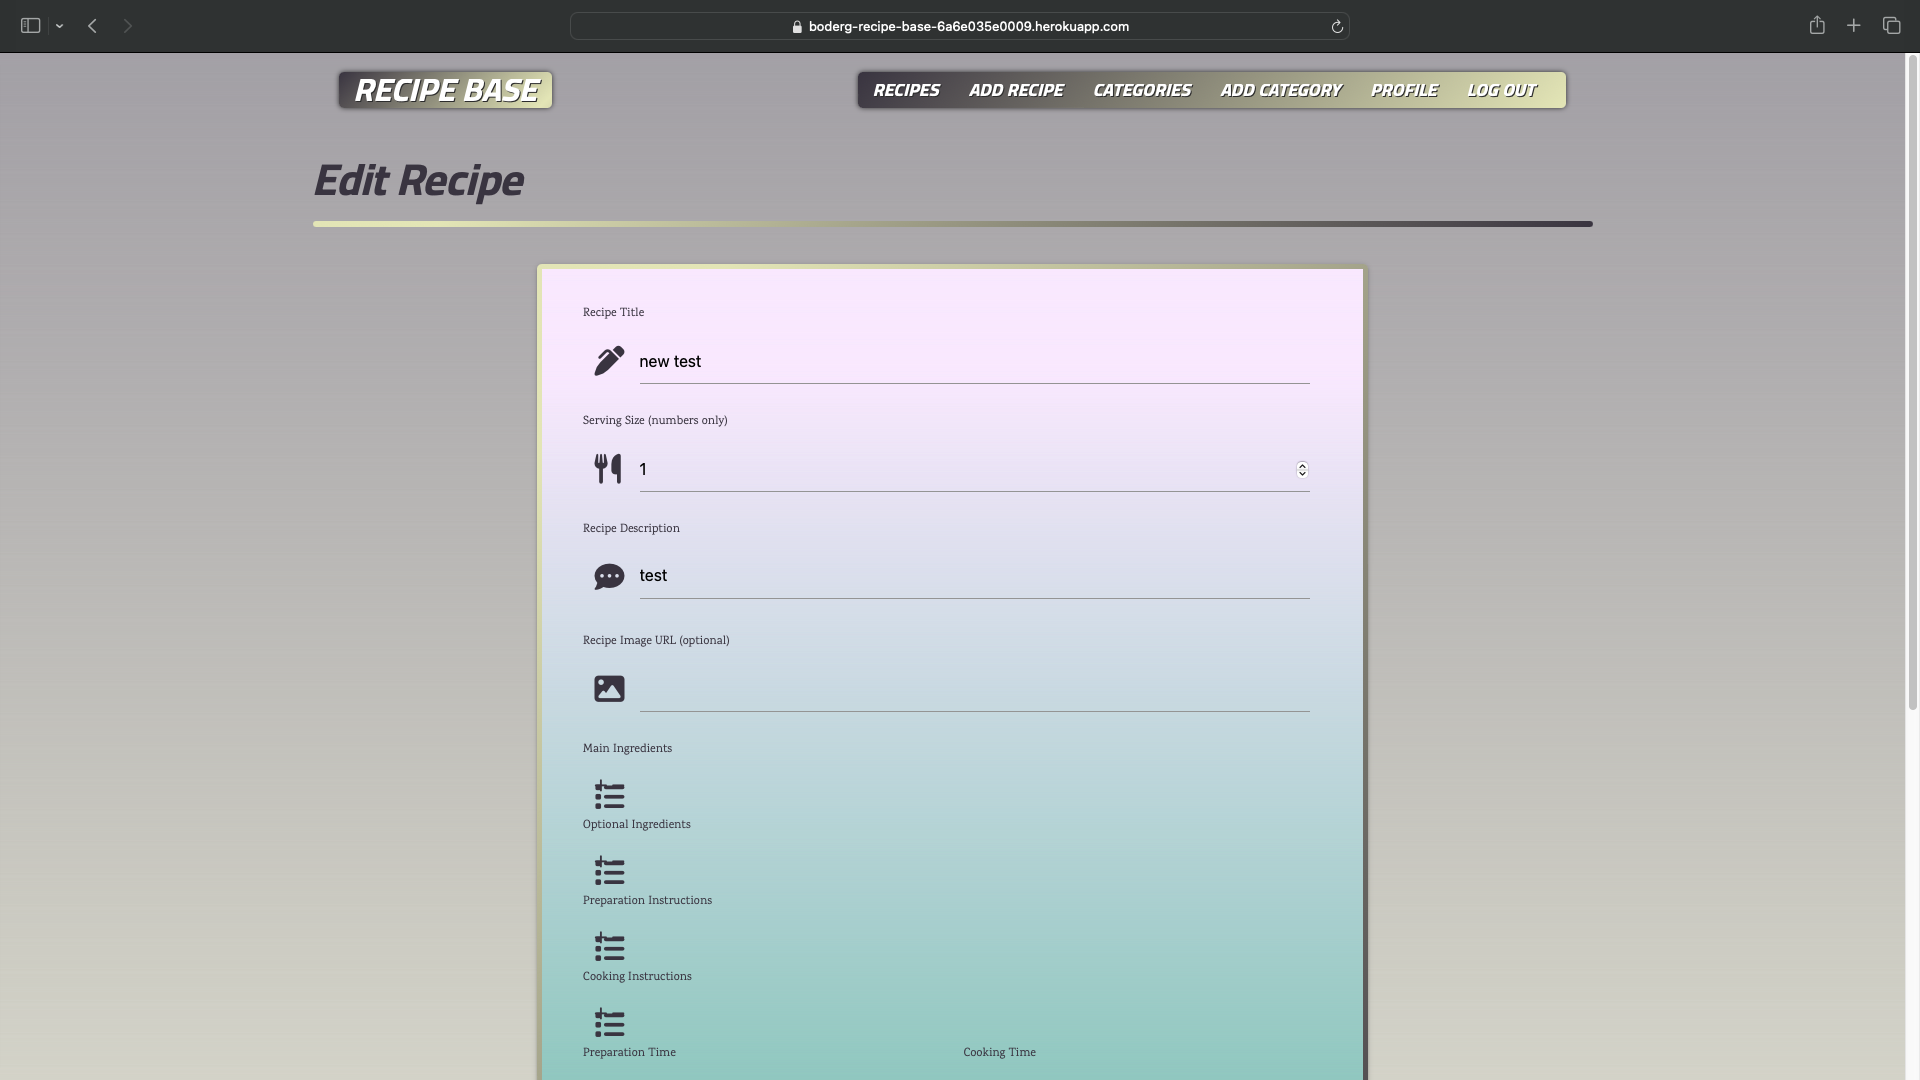 boderg-recipe-base-6a6e035e0009.herokuapp.com
RECIPE BASE
RECIPES ADD RECIPE CATEGORIES ADD CATEGORY PROFILE LOG OUT
Edit Recipe
Recipe Title
new test
Serving Size (numbers only)
1
Recipe Description
test
Recipe Image URL (optional)
Main Ingredients
Optional Ingredients
Preparation Instructions
Cooking Instructions
Preparation Time Cooking Time